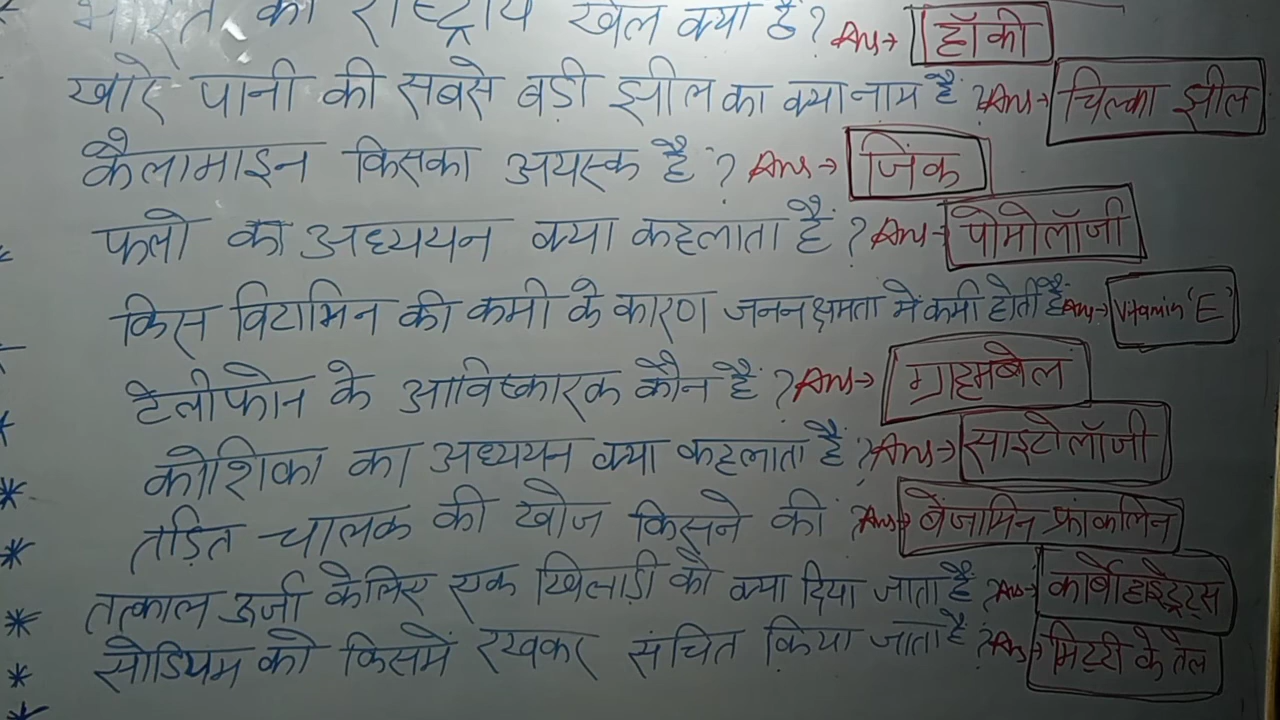 भारत का राष्ट्रीय खेल क्या है? Ans→ हॉकी
खारे पानी की सबसे बड़ी झील का क्या नाम है? Ans→ चिल्का झील
कैलामाइन किसका अयस्क है? Ans→ जिंक
फलो का अध्ययन क्या कहलाता है? Ans→ पोमोलॉजी
किस विटामिन की कमी के कारण जननक्षमता में कमी होती है Ans→ Vitamin 'E'
टेलीफोन के आविष्कारक कौन है? Ans→ ग्राहमबेल
कोशिका का अध्ययन क्या कहलाता है? Ans→ साइटोलॉजी
तड़ित चालक की खोज किसने की? Ans→ बेंजामिन फ्रांकलिन
तत्काल ऊर्जा के लिए एक खिलाड़ी को क्या दिया जाता है? Ans→ कार्बोहाइड्रेट्स
सोडियम को किसमें रखकर संचित किया जाता है? Ans→ मिट्टी के तेल